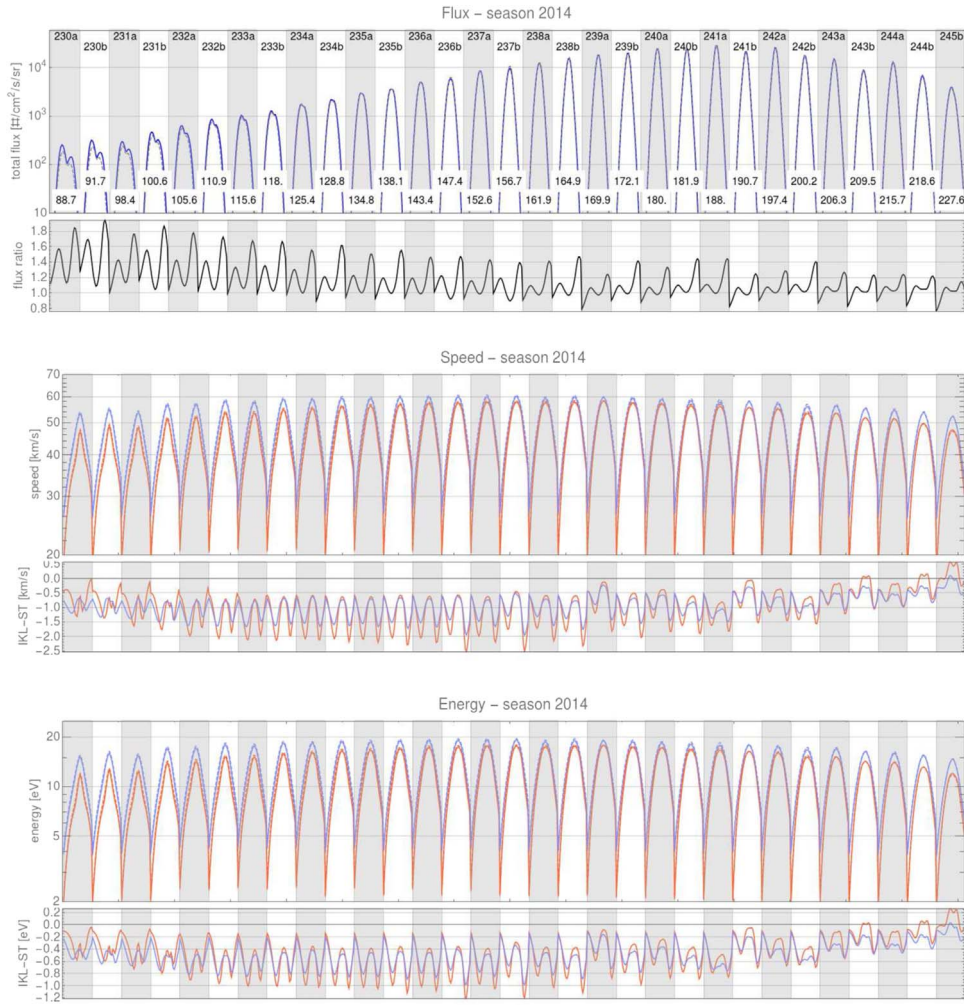 Flux – season 2014
230a 231a 232a 233a 234a 235a 236a 237a 238a 239a 240a 241a 242a 243a 244a 245b
230b 231b 232b 233b 234b 235b 236b 237b 238b 239b 240b 241b 242b 243b 244b
total flux [#/cm²/s/sr]
10⁴
10³
10²
10
91.7 100.6 110.9 118. 128.8 138.1 147.4 156.7 164.9 172.1 181.9 190.7 200.2 209.5 218.6
88.7 98.4 105.6 115.6 125.4 134.8 143.4 152.6 161.9 169.9 180. 188. 197.4 206.3 215.7 227.6
flux ratio
1.8
1.6
1.4
1.2
1.0
0.8
Speed – season 2014
speed [km/s]
70
60
50
40
30
20
IKL–ST [km/s]
0.5
0.0
−0.5
−1.0
−1.5
−2.0
−2.5
Energy – season 2014
energy [eV]
20
10
5
2
IKL–ST [eV]
0.2
0.0
−0.2
−0.4
−0.6
−0.8
−1.0
−1.2